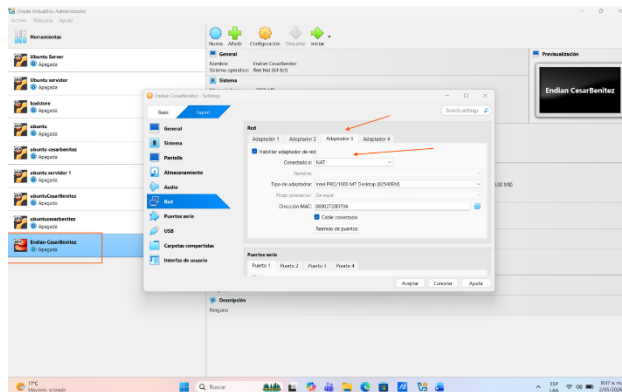 Oracle VirtualBox Administrador
Archivo Máquina Ayuda
Herramientas
Nueva Añadir Configuración Descartar Iniciar
Ubuntu Server
Apagada
Ubuntu servidor
Apagada
Apagada
ubuntu
Apagada
ubuntu cesarbenitez
Apagada
ubuntu servidor 1
Apagada
ubuntuCesarBenitez
Apagada
ubuntucesarbenitez
Apagada
Endian CesarBenitez
Apagada
General
Nombre: Endian CesarBenitez
Sistema operativo: Red Hat (64-bit)
Sistema
Previsualización
Endian CesarBenitez
Endian CesarBenitez - Settings
Basic Expert
Search settings
General
Sistema
Pantalla
Almacenamiento
Audio
Red
Puertos serie
USB
Carpetas compartidas
Interfaz de usuario
Red
Adaptador 1 Adaptador 2 Adaptador 3 Adaptador 4
Habilitar adaptador de red
Conectado a: NAT
Nombre:
Tipo de adaptador: Intel PRO/1000 MT Desktop (82540EM)
Modo promiscuo: Denegar
Dirección MAC:
Cable conectado
Reenvío de puertos
Puertos serie
Puerto 1 Puerto 2 Puerto 3 Puerto 4
Aceptar Cancelar Ayuda
Descripción
Ninguno
17°C
Mayorm. soleado
Buscar
ESP
LAA